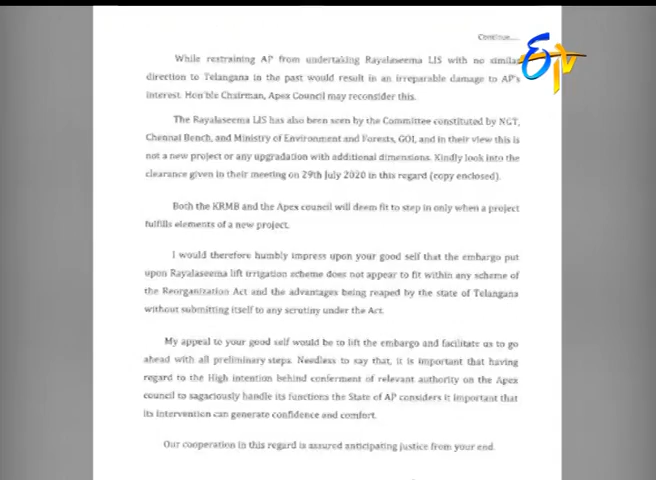 Continue.....
ETV
While restraining AP from undertaking Rayalaseema LIS with no similar
direction to Telangana in the past would result in an irreparable damage to AP's
interest. Hon'ble Chairman, Apex Council may reconsider this.
The Rayalaseema LIS has also been seen by the Committee constituted by NGT,
Chennai Bench, and Ministry of Environment and Forests, GOI, and in their view this is
not a new project or any upgradation with additional dimensions. Kindly look into the
clearance given in their meeting on 29th July 2020 in this regard (copy enclosed).
Both the KRMB and the Apex council will deem fit to step in only when a project
fulfills elements of a new project.
I would therefore humbly impress upon your good self that the embargo put
upon Rayalaseema lift irrigation scheme does not appear to fit within any scheme of
the Reorganization Act and the advantages being reaped by the state of Telangana
without submitting itself to any scrutiny under the Act.
My appeal to your good self would be to lift the embargo and facilitate us to go
ahead with all preliminary steps. Needless to say that, it is important that having
regard to the High intention behind conferment of relevant authority on the Apex
council to sagaciously handle its functions the State of AP considers it important that
its intervention can generate confidence and comfort.
Our cooperation in this regard is assured anticipating justice from your end.